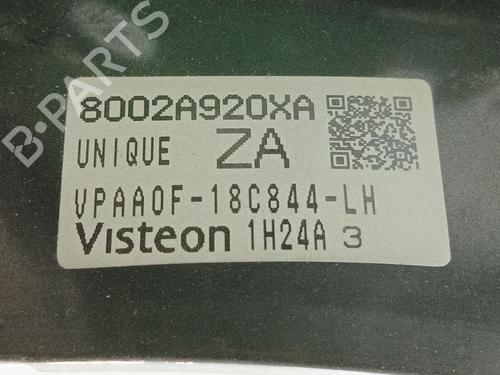 8002A920XA
UNIQUE ZA
VPAA0F-18C844-LH
Visteon 1H24A 3
B-PARTS